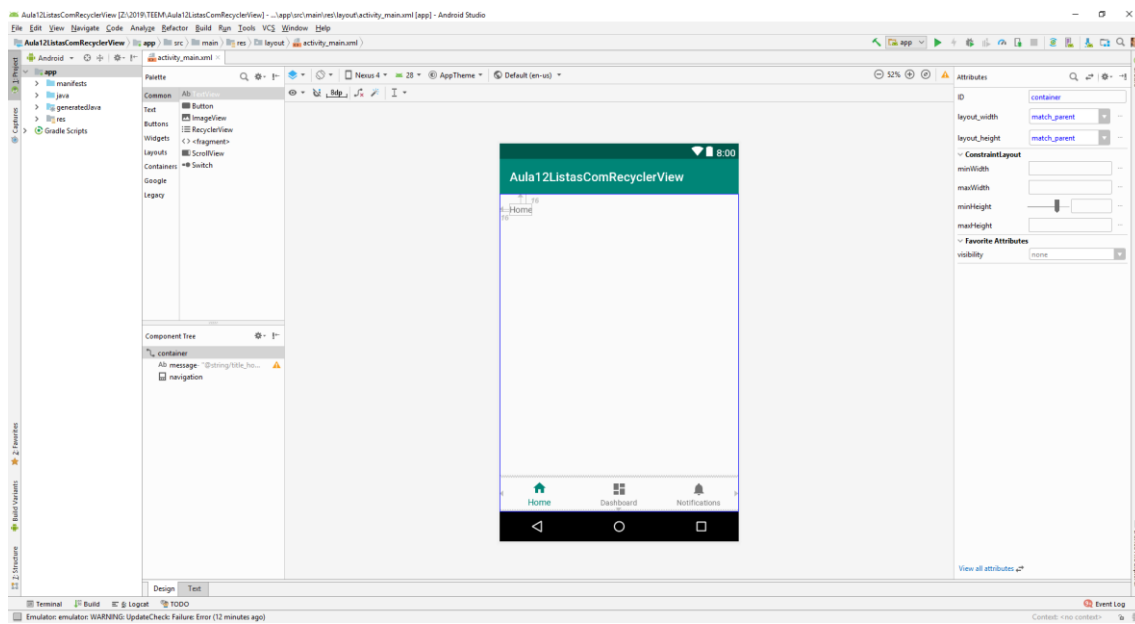 Aula12ListasComRecyclerView [Z:\2019\TEEM\Aula12ListasComRecyclerView] - ...\app\src\main\res\layout\activity_main.xml [app] - Android Studio
File Edit View Navigate Code Analyze Refactor Build Run Tools VCS Window Help
Aula12ListasComRecyclerView app src main res layout activity_main.xml
app
Android
activity_main.xml
1: Project
Captures
2: Favorites
Build Variants
Z: Structure
app
manifests
java
generatedJava
res
Gradle Scripts
Palette
Common
Text
Buttons
Widgets
Layouts
Containers
Google
Legacy
Ab TextView
Button
ImageView
RecyclerView
<> <fragment>
ScrollView
Switch
Component Tree
container
Ab message- "@string/title_ho...
navigation
Nexus 4 28 AppTheme Default (en-us)
52%
8dp
8:00
Aula12ListasComRecyclerView
16
Home
16
Home Dashboard Notifications
Attributes
ID container
layout_width match_parent
layout_height match_parent
ConstraintLayout
minWidth
maxWidth
minHeight
maxHeight
Favorite Attributes
visibility none
View all attributes
Design Text
Terminal Build 6: Logcat TODO
Event Log
Emulator: emulator: WARNING: UpdateCheck: Failure: Error (12 minutes ago)
Context: <no context>